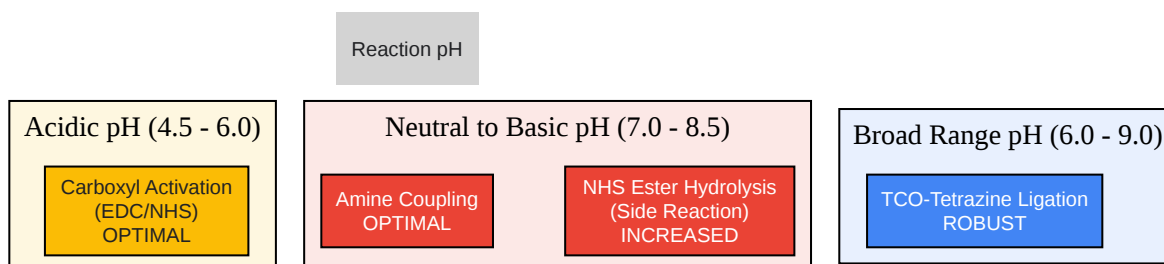 Reaction pH
Acidic pH (4.5 - 6.0)
Carboxyl Activation
(EDC/NHS)
OPTIMAL
Neutral to Basic pH (7.0 - 8.5)
Amine Coupling
OPTIMAL
NHS Ester Hydrolysis
(Side Reaction)
INCREASED
Broad Range pH (6.0 - 9.0)
TCO-Tetrazine Ligation
ROBUST